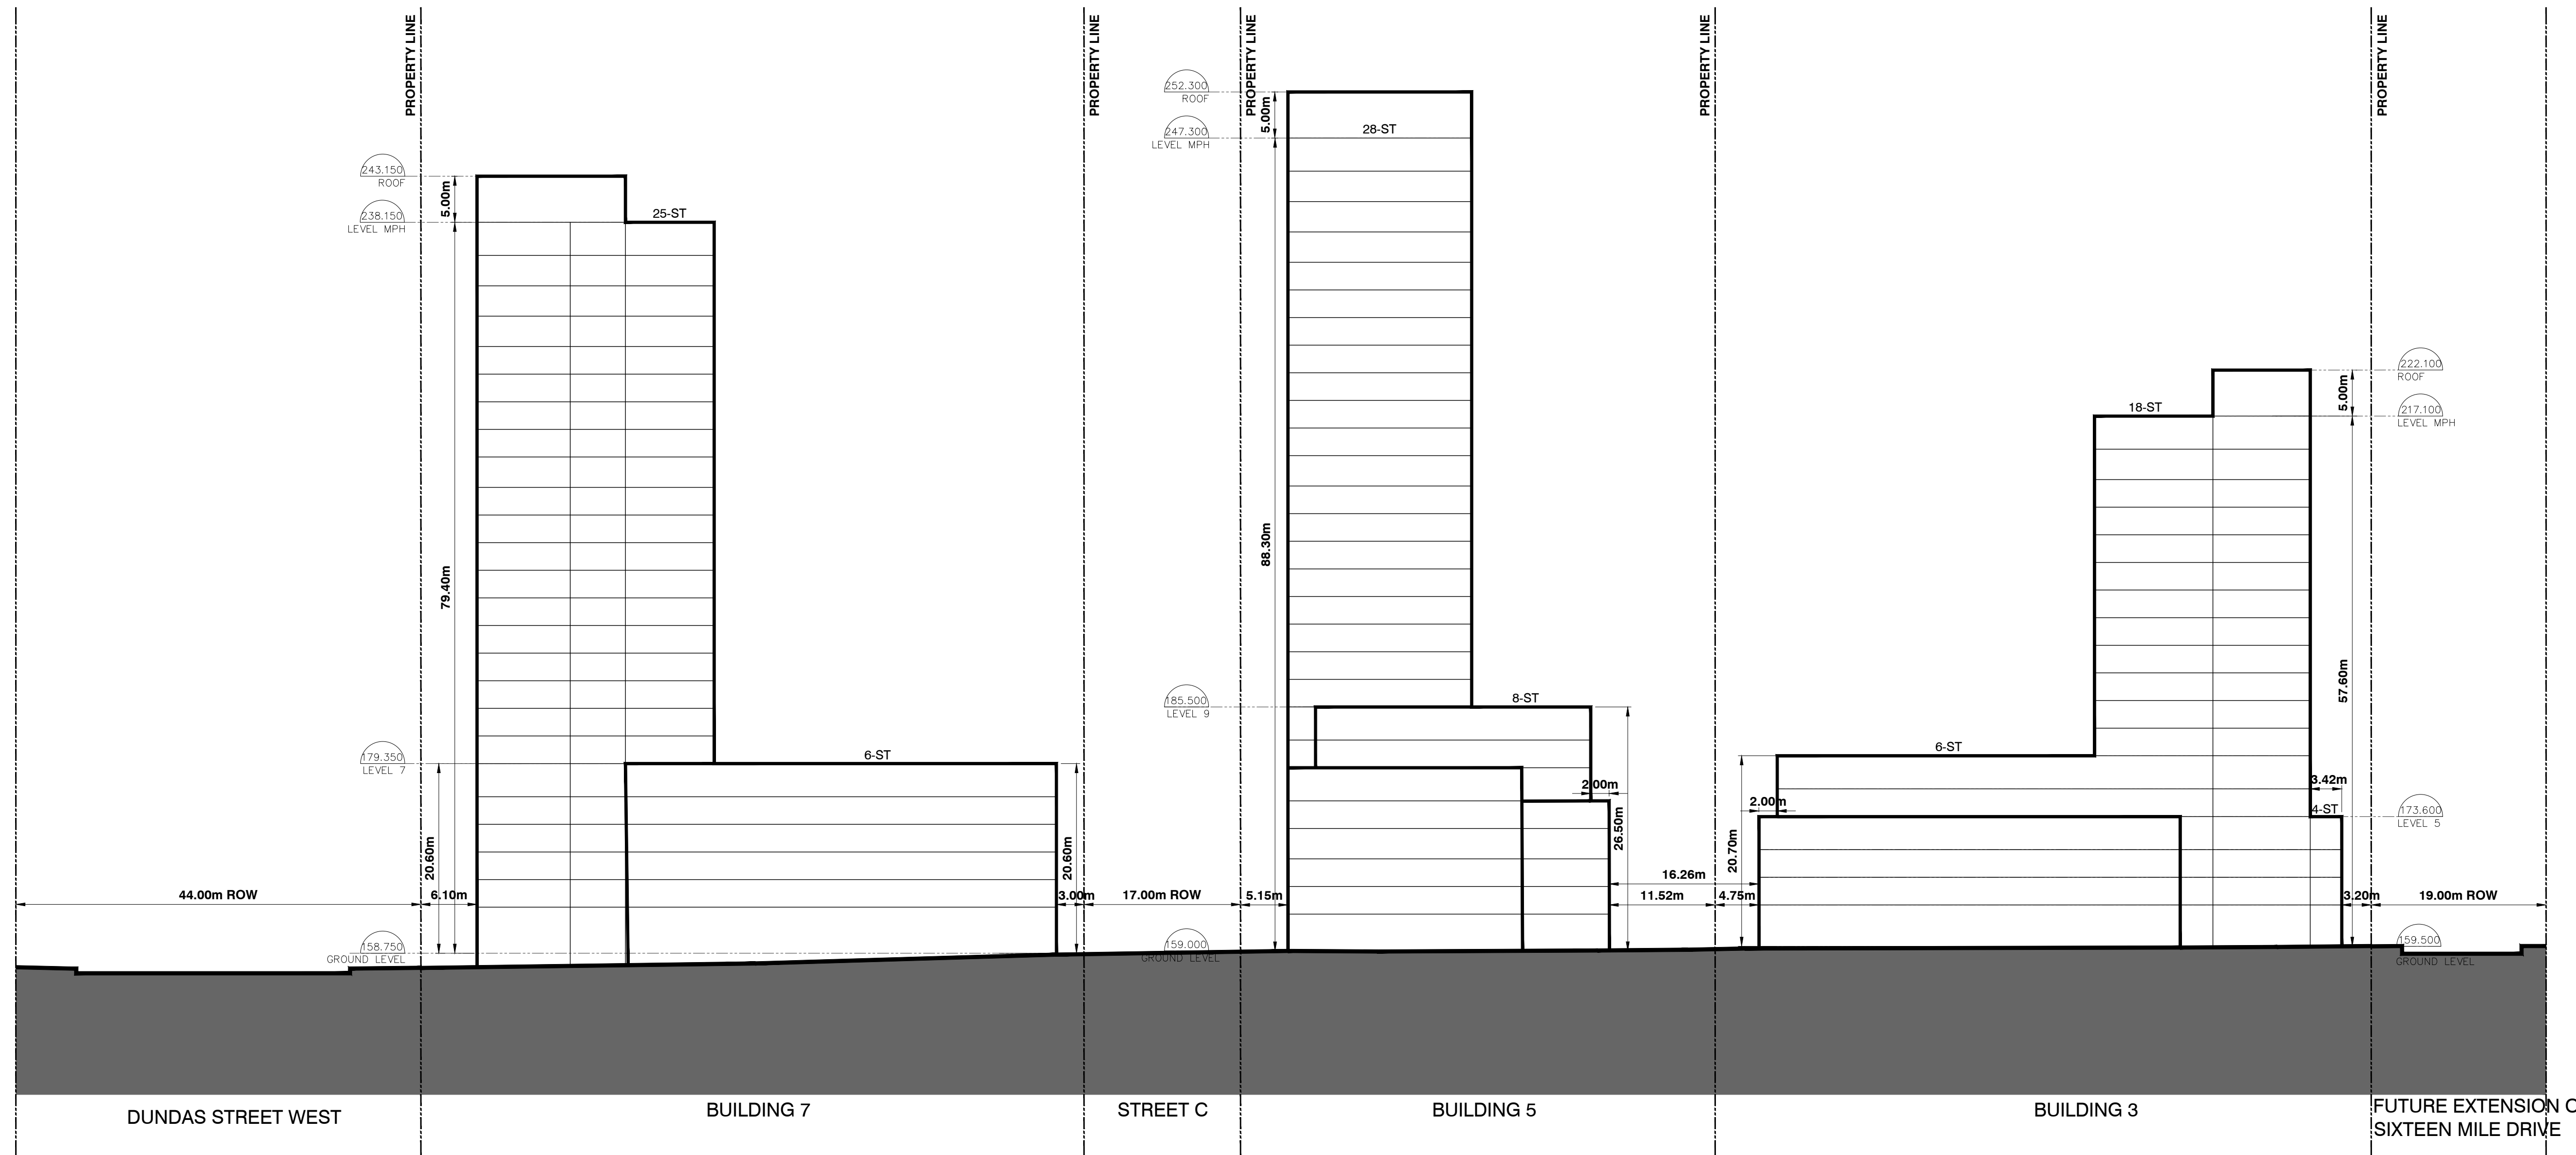 PROPERTY LINE
PROPERTY LINE
PROPERTY LINE
PROPERTY LINE
PROPERTY LINE
252.300
ROOF
5.00m
247.300
LEVEL MPH
28-ST
243.150
ROOF
5.00m
25-ST
238.150
LEVEL MPH
222.100
ROOF
5.00m
18-ST
217.100
LEVEL MPH
88.30m
79.40m
57.60m
185.500
LEVEL 9
8-ST
179.350
LEVEL 7
6-ST
6-ST
2.00m
3.42m
2.00m
4-ST
173.600
LEVEL 5
20.60m
20.60m
26.50m
20.70m
16.26m
44.00m ROW
6.10m
3.00m
17.00m ROW
5.15m
11.52m
4.75m
3.20m
19.00m ROW
158.750
GROUND LEVEL
159.000
GROUND LEVEL
159.500
GROUND LEVEL
DUNDAS STREET WEST
BUILDING 7
STREET C
BUILDING 5
BUILDING 3
FUTURE EXTENSION
SIXTEEN MILE DRIVE